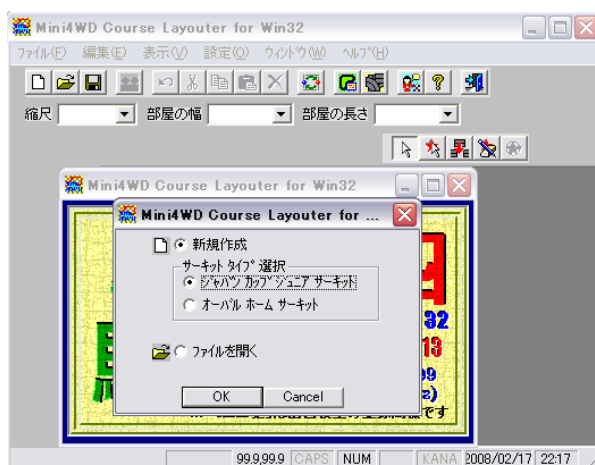 Mini4WD Course Layouter for Win32
ファイル(F) 編集(E) 表示(V) 設定(O) ウィンドウ(W) ヘルプ(H)
縮尺 部屋の幅 部屋の長さ
Mini4WD Course Layouter for Win32
Mini4WD Course Layouter for ...
新規作成
サーキット タイプ 選択
ジャパン カップ ジュニア サーキット
オーバル ホーム サーキット
ファイルを開く
OK Cancel
32
13
99
です
99.9,99.9 CAPS NUM KANA 2008/02/17 22:17